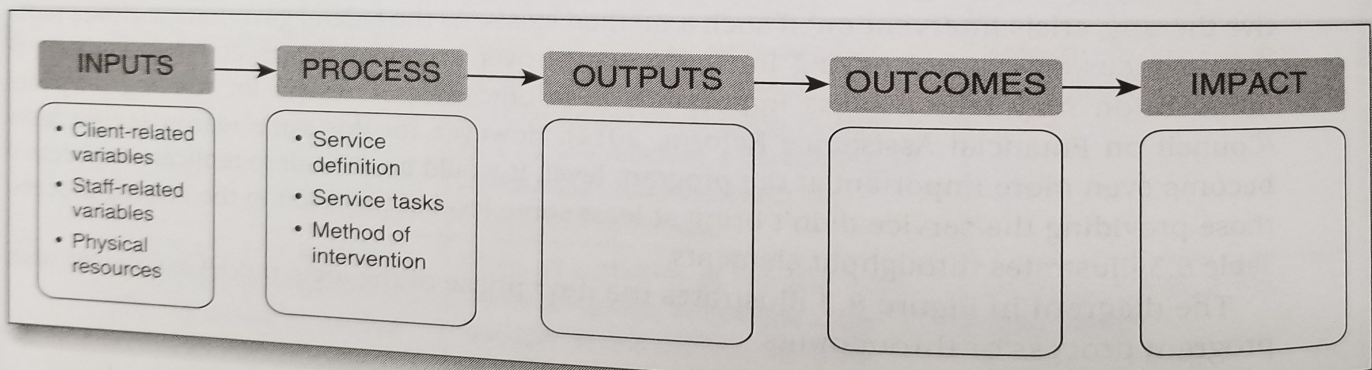 INPUTS
PROCESS
OUTPUTS
OUTCOMES
IMPACT
• Client-related
variables
• Staff-related
variables
• Physical
resources
• Service
definition
• Service tasks
• Method of
intervention